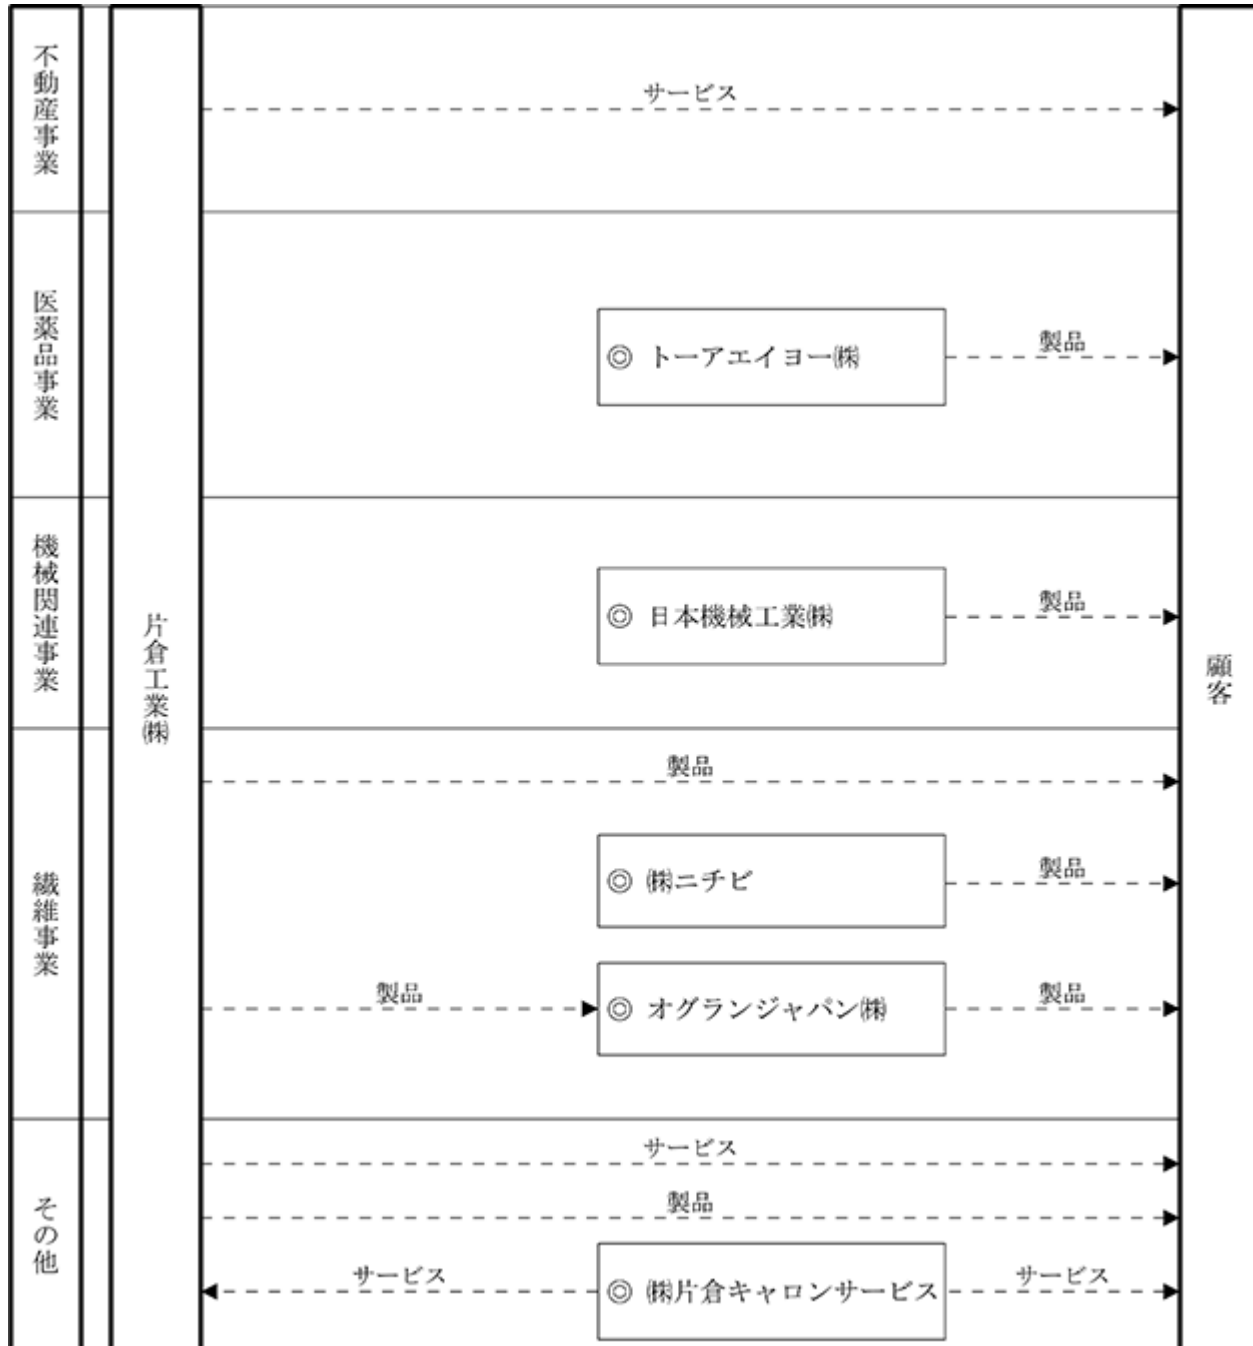 不動産事業
サービス
医薬品事業
◎ トーアエイヨー㈱
製品
機械関連事業
◎ 日本機械工業㈱
製品
片倉工業㈱
顧客
繊維事業
製品
◎ ㈱ニチビ
製品
製品
◎ オグランジャパン㈱
製品
その他
サービス
製品
サービス
◎ ㈱片倉キャロンサービス
サービス